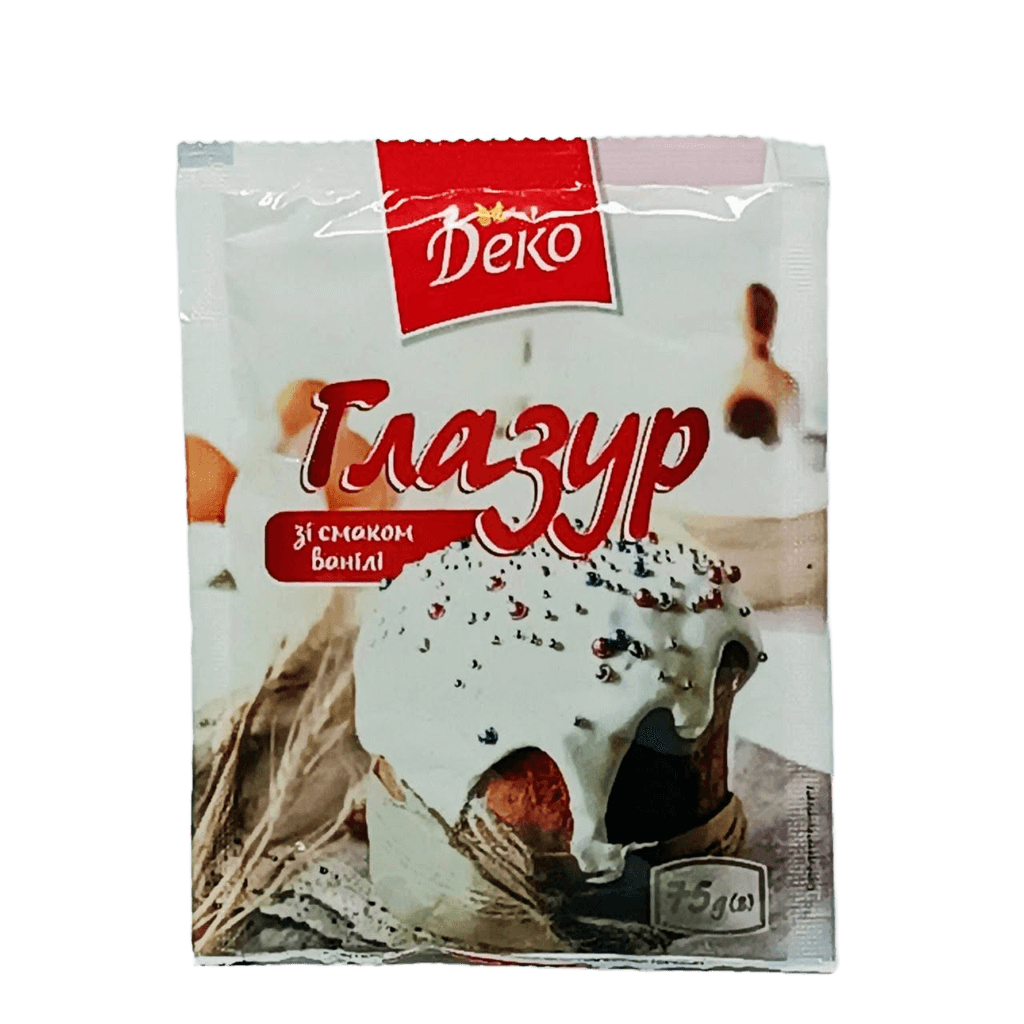 Деко
Глазур
зі смаком
ванілі
75g(г)